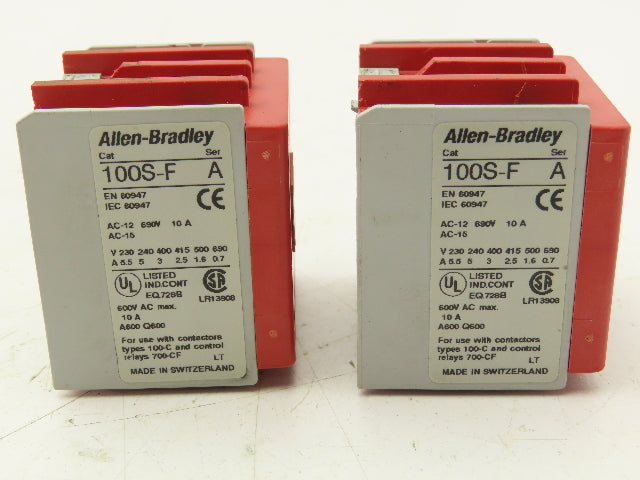 Allen-Bradley
Cat Ser
100S-F A
EN 60947
IEC 60947
CE
AC-12 690V 10 A
AC-15
V 230 240 400 415 500 690
A 5.5 5 3 2.5 1.6 0.7
UL LISTED
IND.CONT
EQ.728B
SA
LR13908
600V AC max.
10 A
A600 Q600
For use with contactors
types 100-C and control
relays 700-CF LT
MADE IN SWITZERLAND
Allen-Bradley
Cat Ser
100S-F A
EN 60947
IEC 60947
CE
AC-12 690V 10 A
AC-15
V 230 240 400 415 500 690
A 5.5 5 3 2.5 1.6 0.7
UL LISTED
IND.CONT
EQ.728B
SA
LR13908
600V AC max.
10 A
A600 Q600
For use with contactors
types 100-C and control
relays 700-CF LT
MADE IN SWITZERLAND